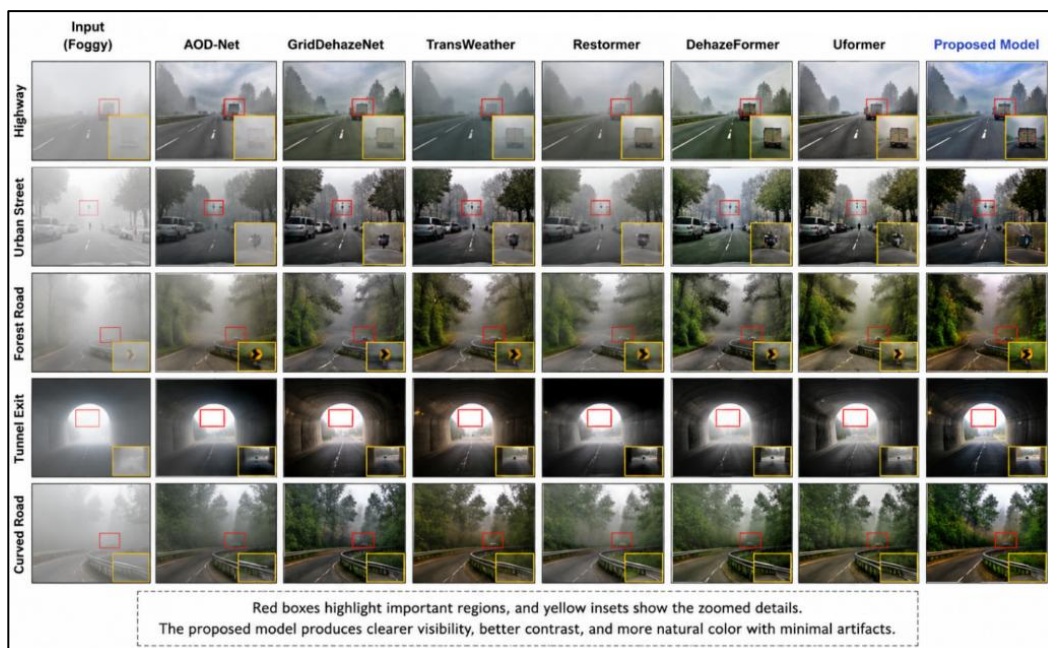 Input
(Foggy)
AOD-Net
GridDehazeNet
TransWeather
Restormer
DehazeFormer
Uformer
Proposed Model
Highway
Urban Street
Forest Road
Tunnel Exit
Curved Road
Red boxes highlight important regions, and yellow insets show the zoomed details.
The proposed model produces clearer visibility, better contrast, and more natural color with minimal artifacts.